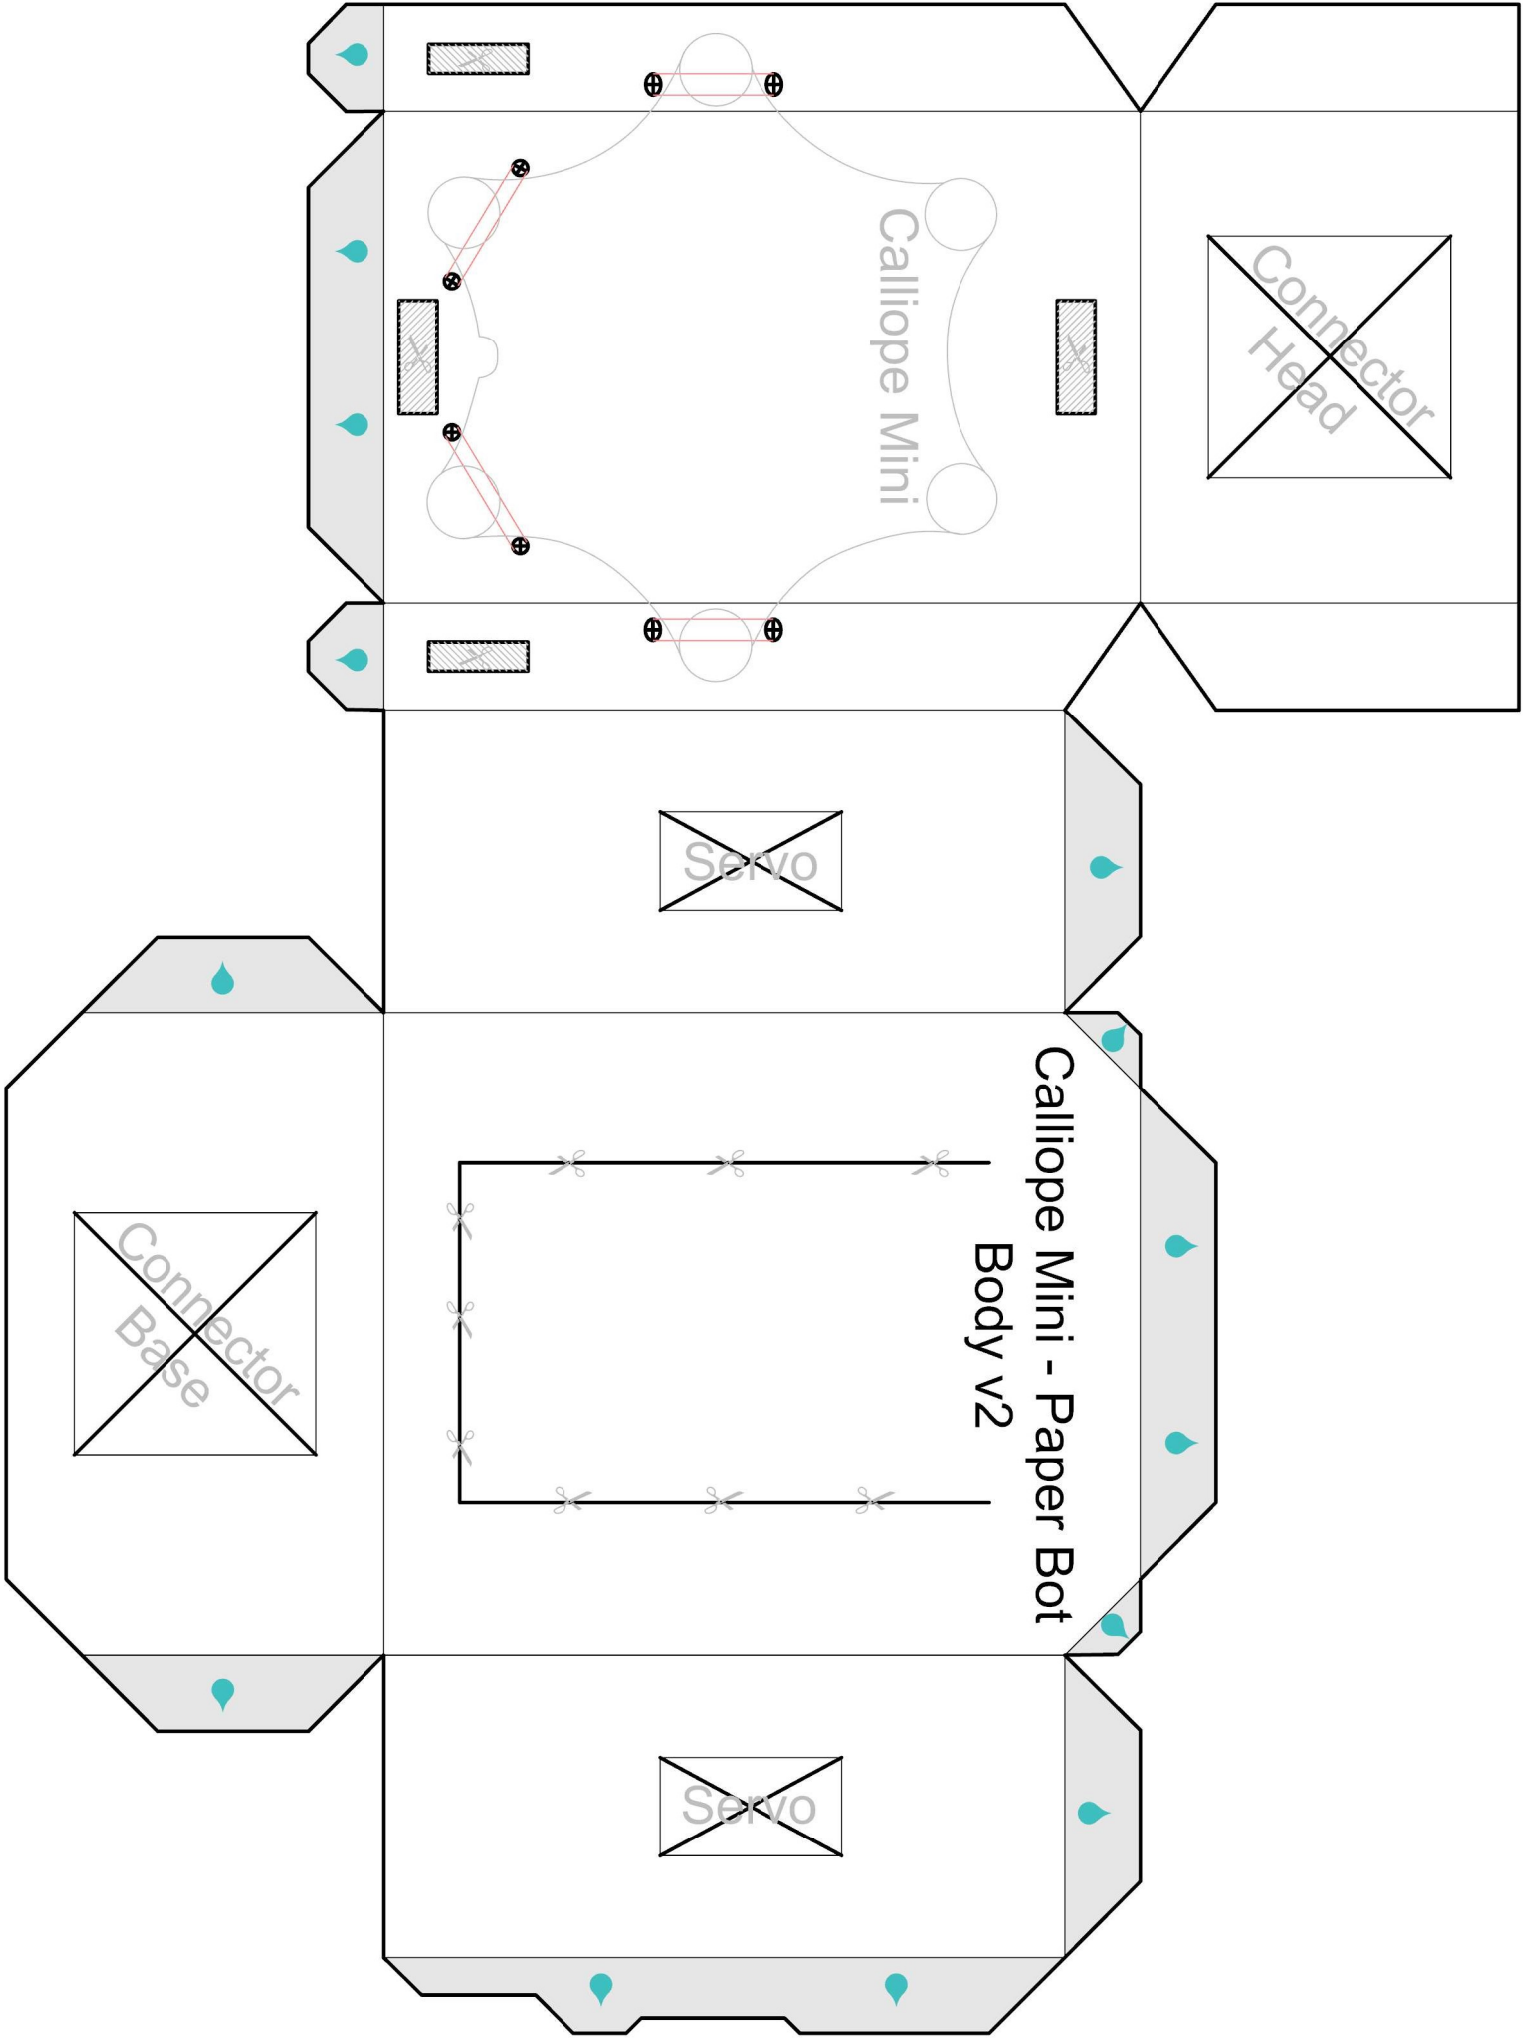 Calliope Mini
Connector
Head
Servo
Calliope Mini - Paper Bot
Body v2
Connector
Base
Servo